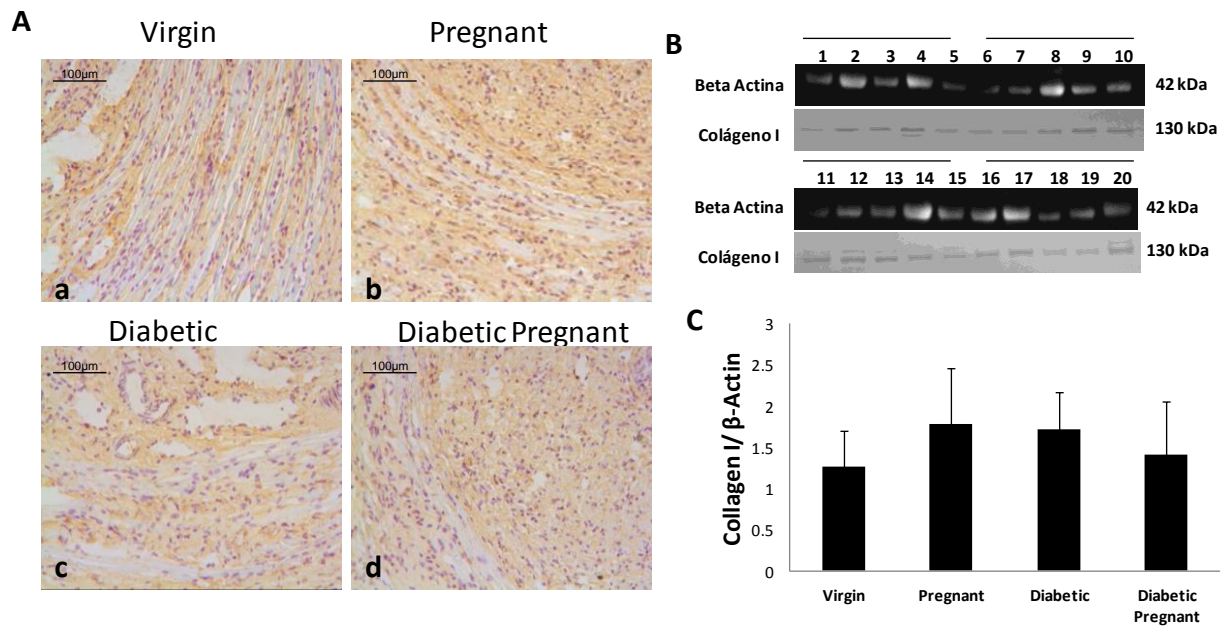 A
Virgin
Pregnant
100μm
100μm
a
b
Diabetic
Diabetic Pregnant
100μm
100μm
c
d
B
1 2 3 4 5 6 7 8 9 10
Beta Actina 42 kDa
Colágeno I 130 kDa
11 12 13 14 15 16 17 18 19 20
Beta Actina 42 kDa
Colágeno I 130 kDa
C
Collagen I/ β-Actin
3
2.5
2
1.5
1
0.5
0
Virgin Pregnant Diabetic Diabetic Pregnant